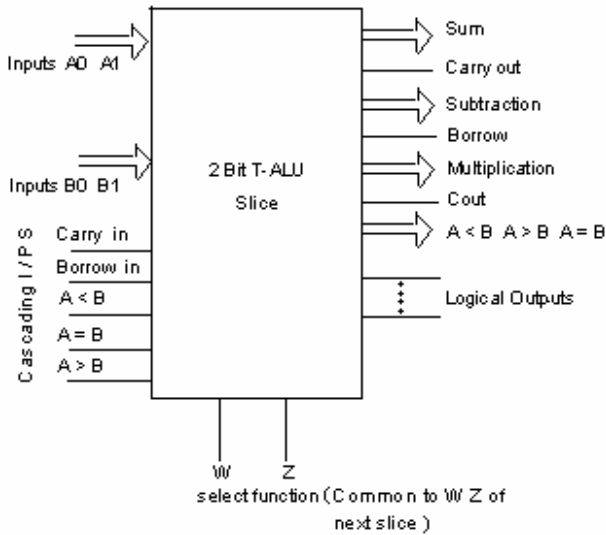 Inputs A0 A1
Inputs B0 B1
Cascading I/PS
Carry in
Borrow in
A < B
A = B
A > B
2 Bit T-ALU
Slice
Sum
Carry out
Subtraction
Borrow
Multiplication
Cout
A < B A > B A = B
Logical Outputs
W Z
select function (Common to W Z of
next slice )